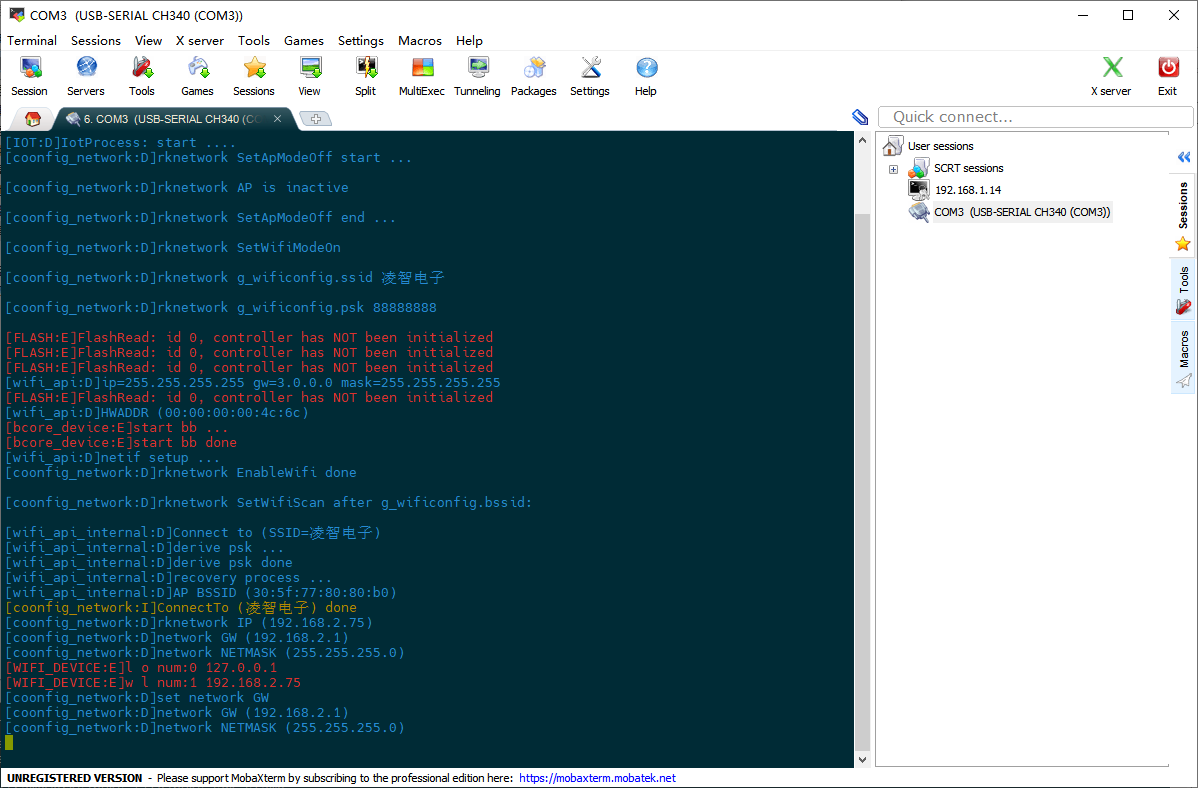 COM3 (USB-SERIAL CH340 (COM3))
Terminal Sessions View X server Tools Games Settings Macros Help
Session Servers Tools Games Sessions View Split MultiExec Tunneling Packages Settings Help X server Exit
6. COM3 (USB-SERIAL CH340 (CO
Quick connect...
[IOT:D]IotProcess: start ....
[coonfig_network:D]rknetwork SetApModeOff start ...
[coonfig_network:D]rknetwork AP is inactive
[coonfig_network:D]rknetwork SetApModeOff end ...
[coonfig_network:D]rknetwork SetWifiModeOn
[coonfig_network:D]rknetwork g_wificonfig.ssid 凌智电子
[coonfig_network:D]rknetwork g_wificonfig.psk 88888888
[FLASH:E]FlashRead: id 0, controller has NOT been initialized
[FLASH:E]FlashRead: id 0, controller has NOT been initialized
[FLASH:E]FlashRead: id 0, controller has NOT been initialized
[wifi_api:D]ip=255.255.255.255 gw=3.0.0.0 mask=255.255.255.255
[FLASH:E]FlashRead: id 0, controller has NOT been initialized
[wifi_api:D]HWADDR (00:00:00:00:4c:6c)
[bcore_device:E]start bb ...
[bcore_device:E]start bb done
[wifi_api:D]netif setup ...
[coonfig_network:D]rknetwork EnableWifi done
[coonfig_network:D]rknetwork SetWifiScan after g_wificonfig.bssid:
[wifi_api_internal:D]Connect to (SSID=凌智电子)
[wifi_api_internal:D]derive psk ...
[wifi_api_internal:D]derive psk done
[wifi_api_internal:D]recovery process ...
[wifi_api_internal:D]AP BSSID (30:5f:77:80:80:b0)
[coonfig_network:I]ConnectTo (凌智电子) done
[coonfig_network:D]rknetwork IP (192.168.2.75)
[coonfig_network:D]network GW (192.168.2.1)
[coonfig_network:D]network NETMASK (255.255.255.0)
[WIFI_DEVICE:E]l o num:0 127.0.0.1
[WIFI_DEVICE:E]w l num:1 192.168.2.75
[coonfig_network:D]set network GW
[coonfig_network:D]network GW (192.168.2.1)
[coonfig_network:D]network NETMASK (255.255.255.0)
User sessions
SCRT sessions
192.168.1.14
COM3 (USB-SERIAL CH340 (COM3))
Sessions
Tools
Macros
UNREGISTERED VERSION - Please support MobaXterm by subscribing to the professional edition here: https://mobaxterm.mobatek.net